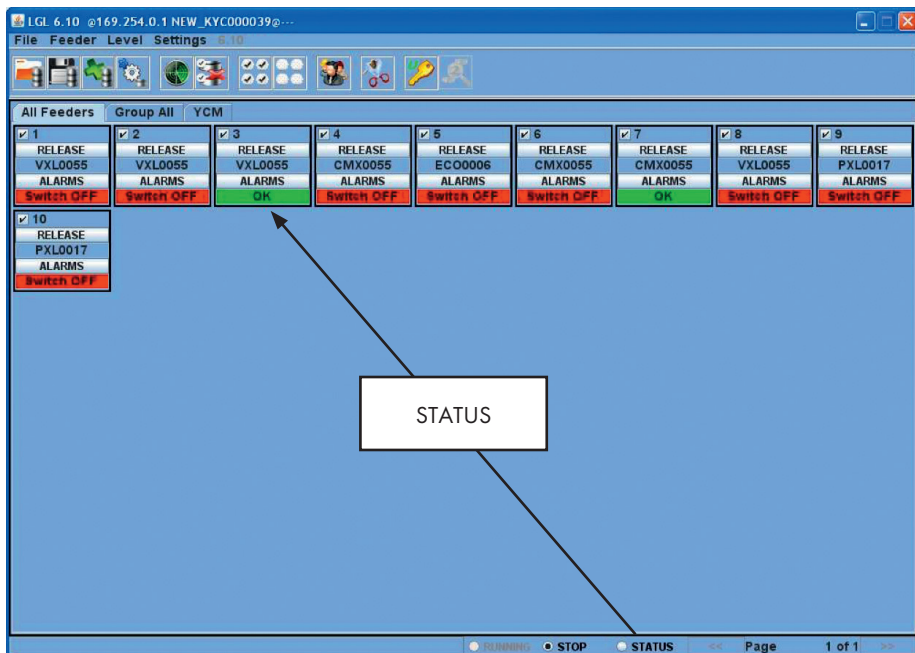 LGL 6.10 @169.254.0.1 NEW_KYC000039@---
File Feeder Level Settings 6.10
All Feeders Group All YCM
1 2 3 4 5 6 7 8 9
RELEASE RELEASE RELEASE RELEASE RELEASE RELEASE RELEASE RELEASE RELEASE
VXL0055 VXL0055 VXL0055 CMX0055 ECO0006 CMX0055 CMX0055 VXL0055 PXL0017
ALARMS ALARMS ALARMS ALARMS ALARMS ALARMS ALARMS ALARMS ALARMS
Switch OFF Switch OFF OK Switch OFF Switch OFF Switch OFF OK Switch OFF Switch OFF
10
RELEASE
PXL0017
ALARMS
Switch OFF
STATUS
RUNNING STOP STATUS << Page 1 of 1 >>